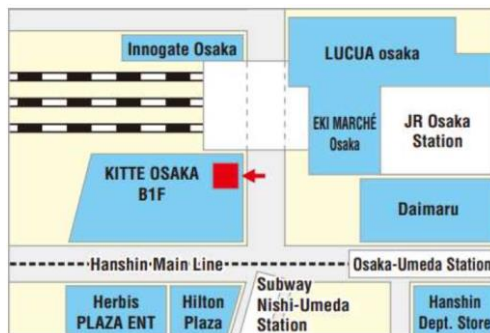 Innogate Osaka
LUCUA osaka
EKI MARCHÉ
Osaka
JR Osaka
Station
KITTE OSAKA
B1F
Daimaru
Hanshin Main Line
Osaka-Umeda Station
Subway
Nishi-Umeda
Station
Herbis
PLAZA ENT
Hilton
Plaza
Hanshin
Dept. Store